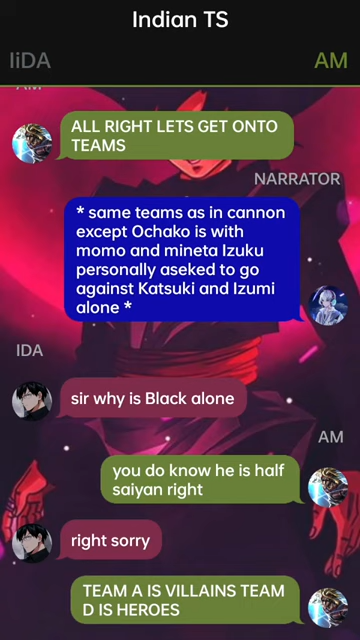 Indian TS
IiDA
AM
ALL RIGHT LETS GET ONTO
TEAMS
NARRATOR
* same teams as in cannon
except Ochako is with
momo and mineta Izuku
personally aseked to go
against Katsuki and Izumi
alone *
IDA
sir why is Black alone
AM
you do know he is half
saiyan right
right sorry
TEAM A IS VILLAINS TEAM
D IS HEROES